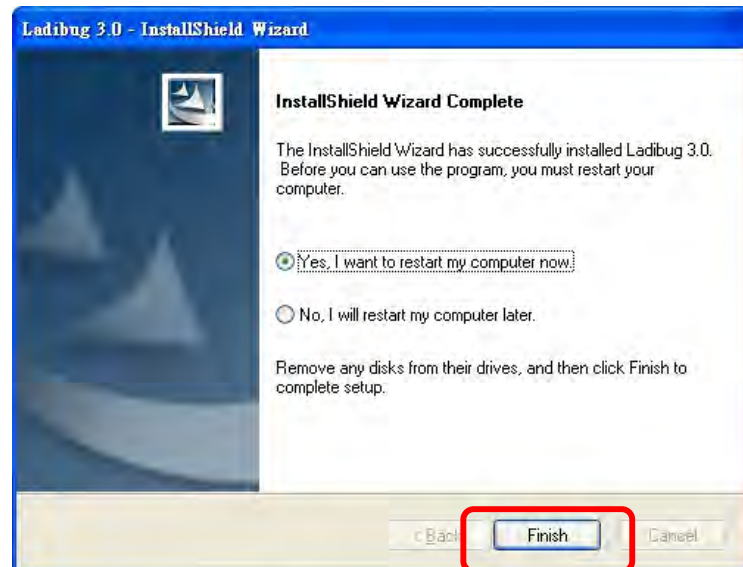 Ladibug 3.0 - InstallShield Wizard
InstallShield Wizard Complete
The InstallShield Wizard has successfully installed Ladibug 3.0.
Before you can use the program, you must restart your
computer.
Yes, I want to restart my computer now.
No, I will restart my computer later.
Remove any disks from their drives, and then click Finish to
complete setup.
< Back Finish Cancel